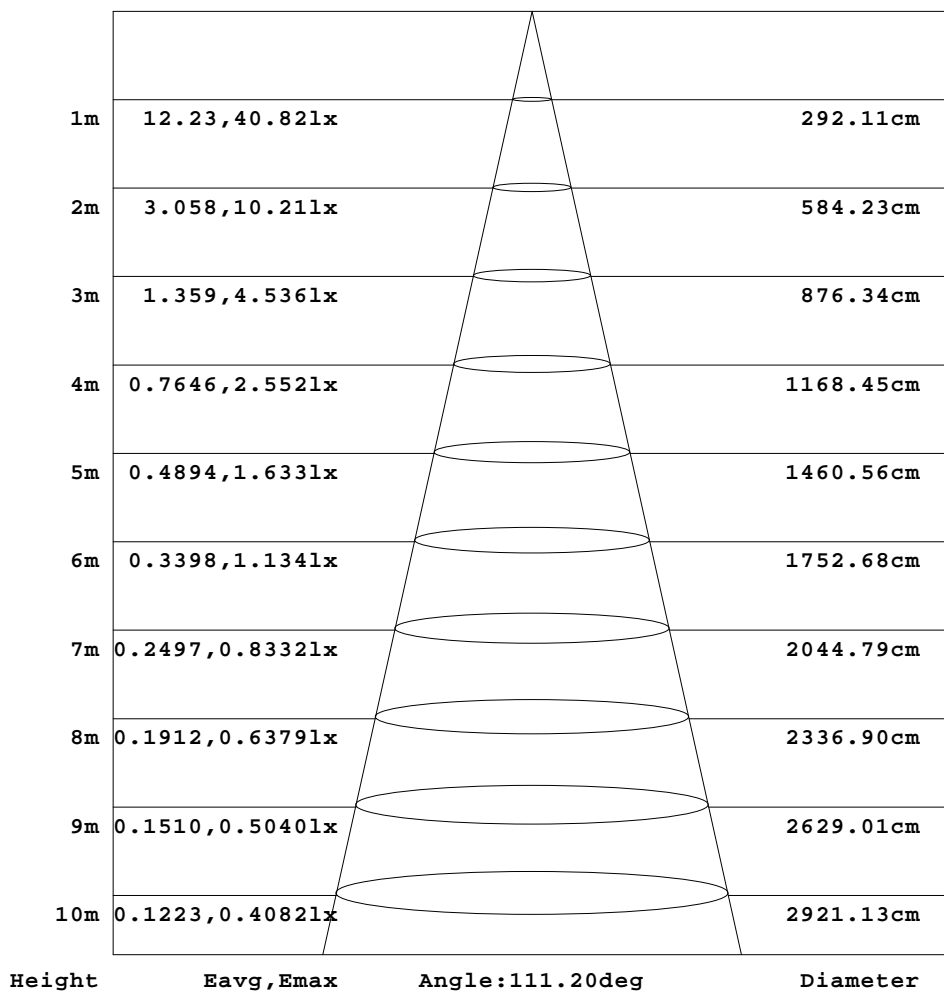 1m 12.23,40.82lx 292.11cm
2m 3.058,10.21lx 584.23cm
3m 1.359,4.536lx 876.34cm
4m 0.7646,2.552lx 1168.45cm
5m 0.4894,1.633lx 1460.56cm
6m 0.3398,1.134lx 1752.68cm
7m 0.2497,0.8332lx 2044.79cm
8m 0.1912,0.6379lx 2336.90cm
9m 0.1510,0.5040lx 2629.01cm
10m 0.1223,0.4082lx 2921.13cm
Height Eavg,Emax Angle:111.20deg Diameter